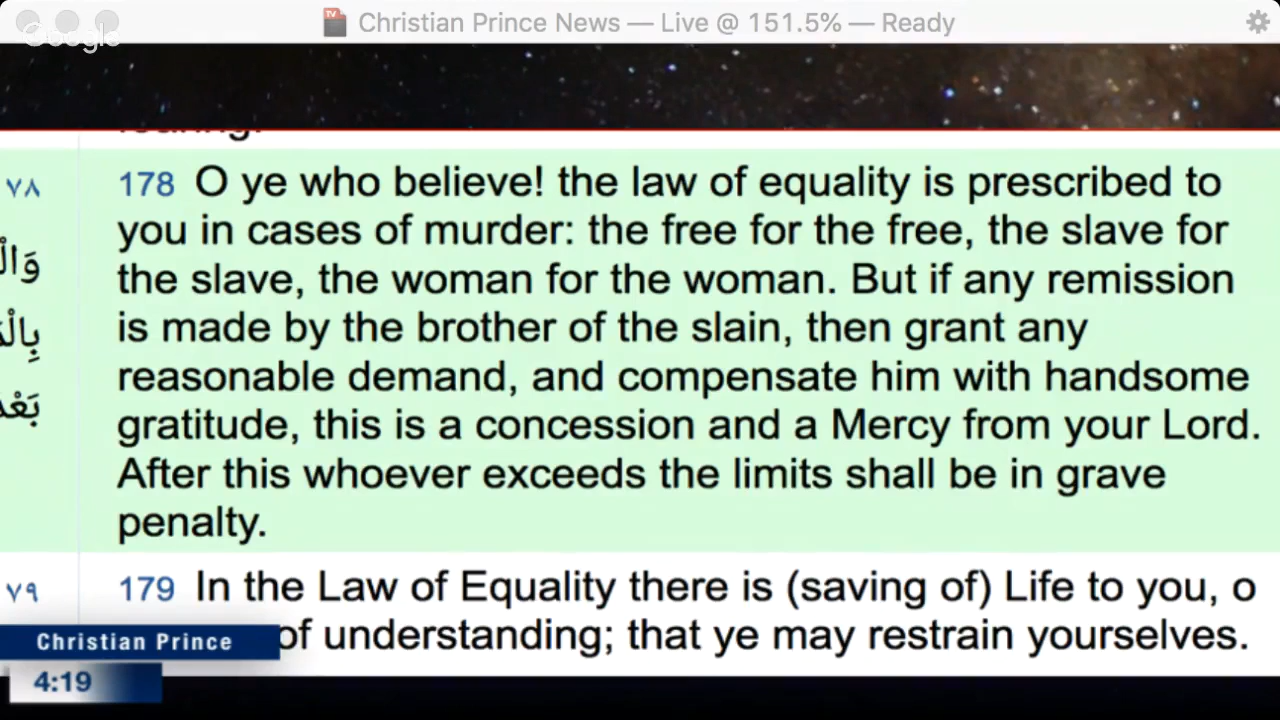 Christian Prince News — Live @ 151.5% — Ready
Google
178 O ye who believe! the law of equality is prescribed to
you in cases of murder: the free for the free, the slave for
the slave, the woman for the woman. But if any remission
is made by the brother of the slain, then grant any
reasonable demand, and compensate him with handsome
gratitude, this is a concession and a Mercy from your Lord.
After this whoever exceeds the limits shall be in grave
penalty.
٧٨
179 In the Law of Equality there is (saving of) Life to you, o
of understanding; that ye may restrain yourselves.
٧٩
Christian Prince
4:19